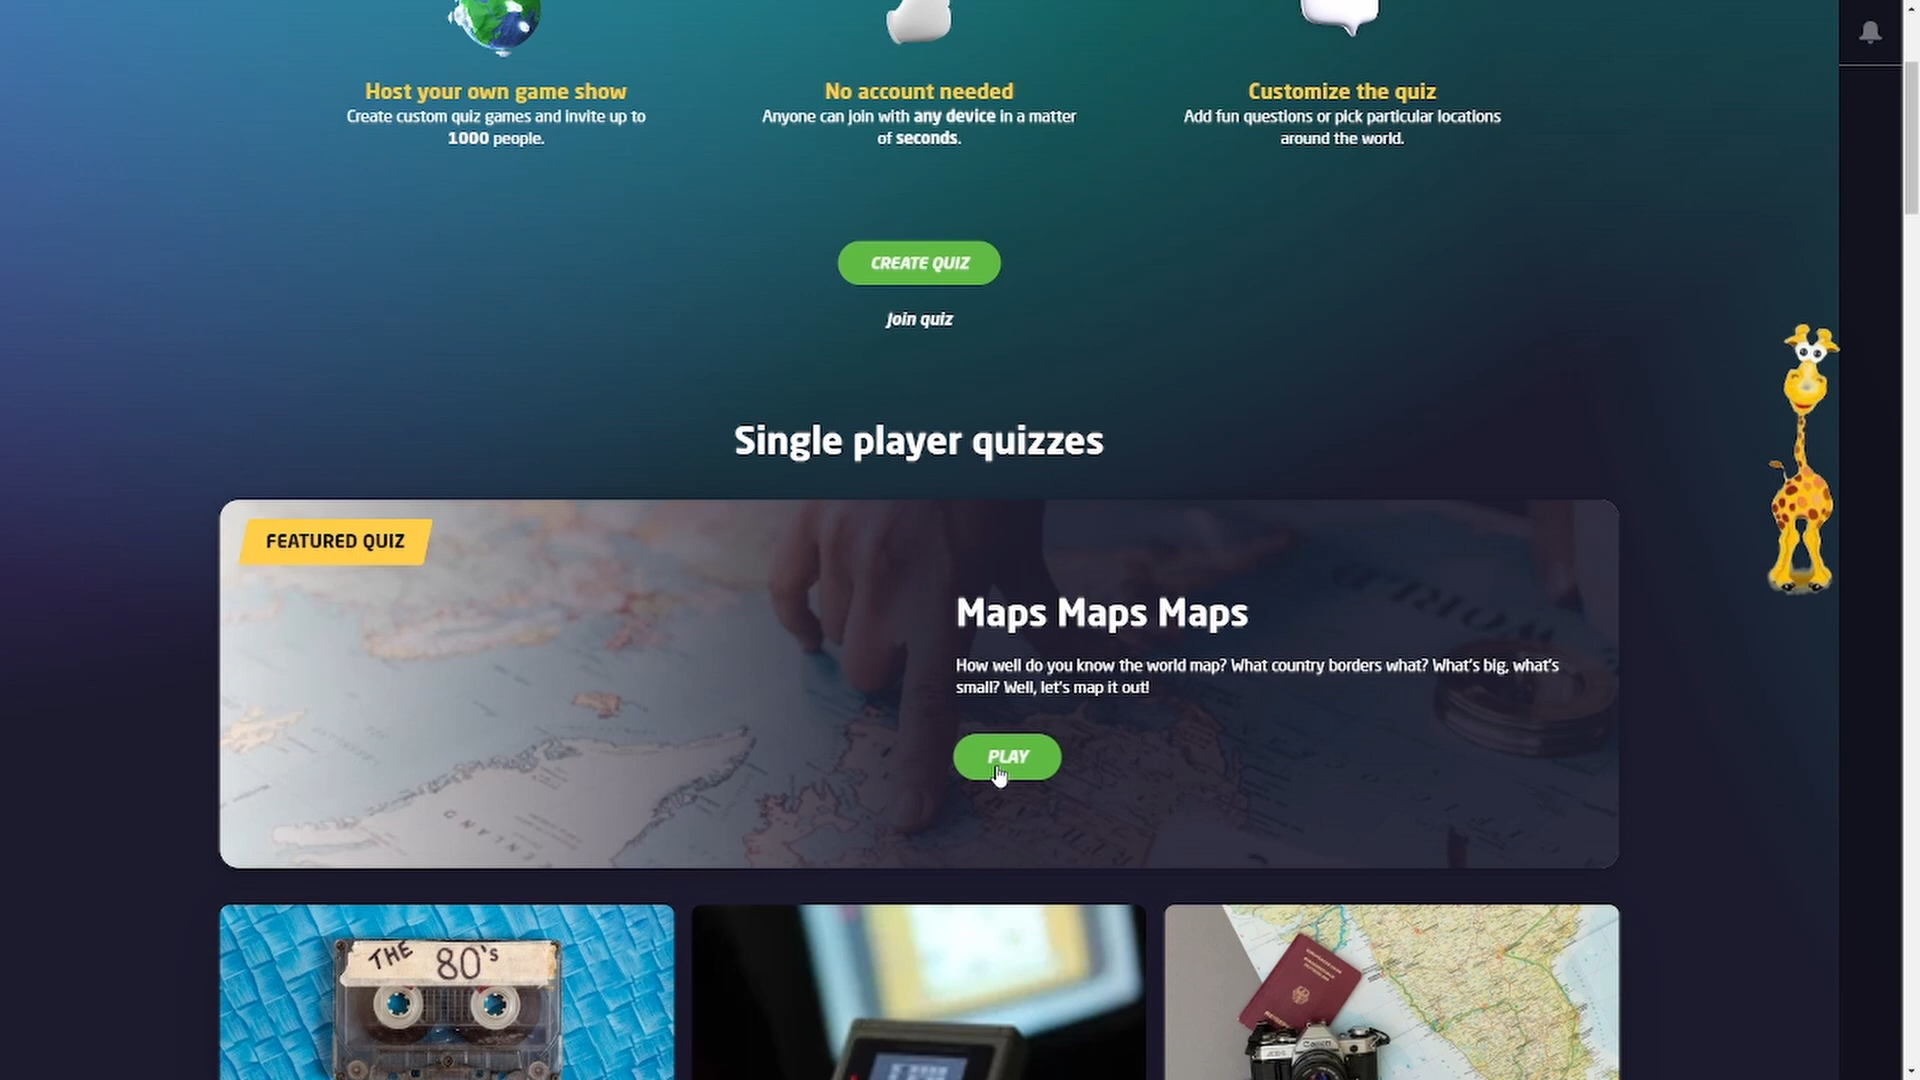 Host your own game show
Create custom quiz games and invite up to
1000 people.
No account needed
Anyone can join with any device in a matter
of seconds.
Customize the quiz
Add fun questions or pick particular locations
around the world.
CREATE QUIZ
Join quiz
Single player quizzes
FEATURED QUIZ
Maps Maps Maps
How well do you know the world map? What country borders what? What's big, what's
small? Well, let's map it out!
PLAY
THE 80's
Canon